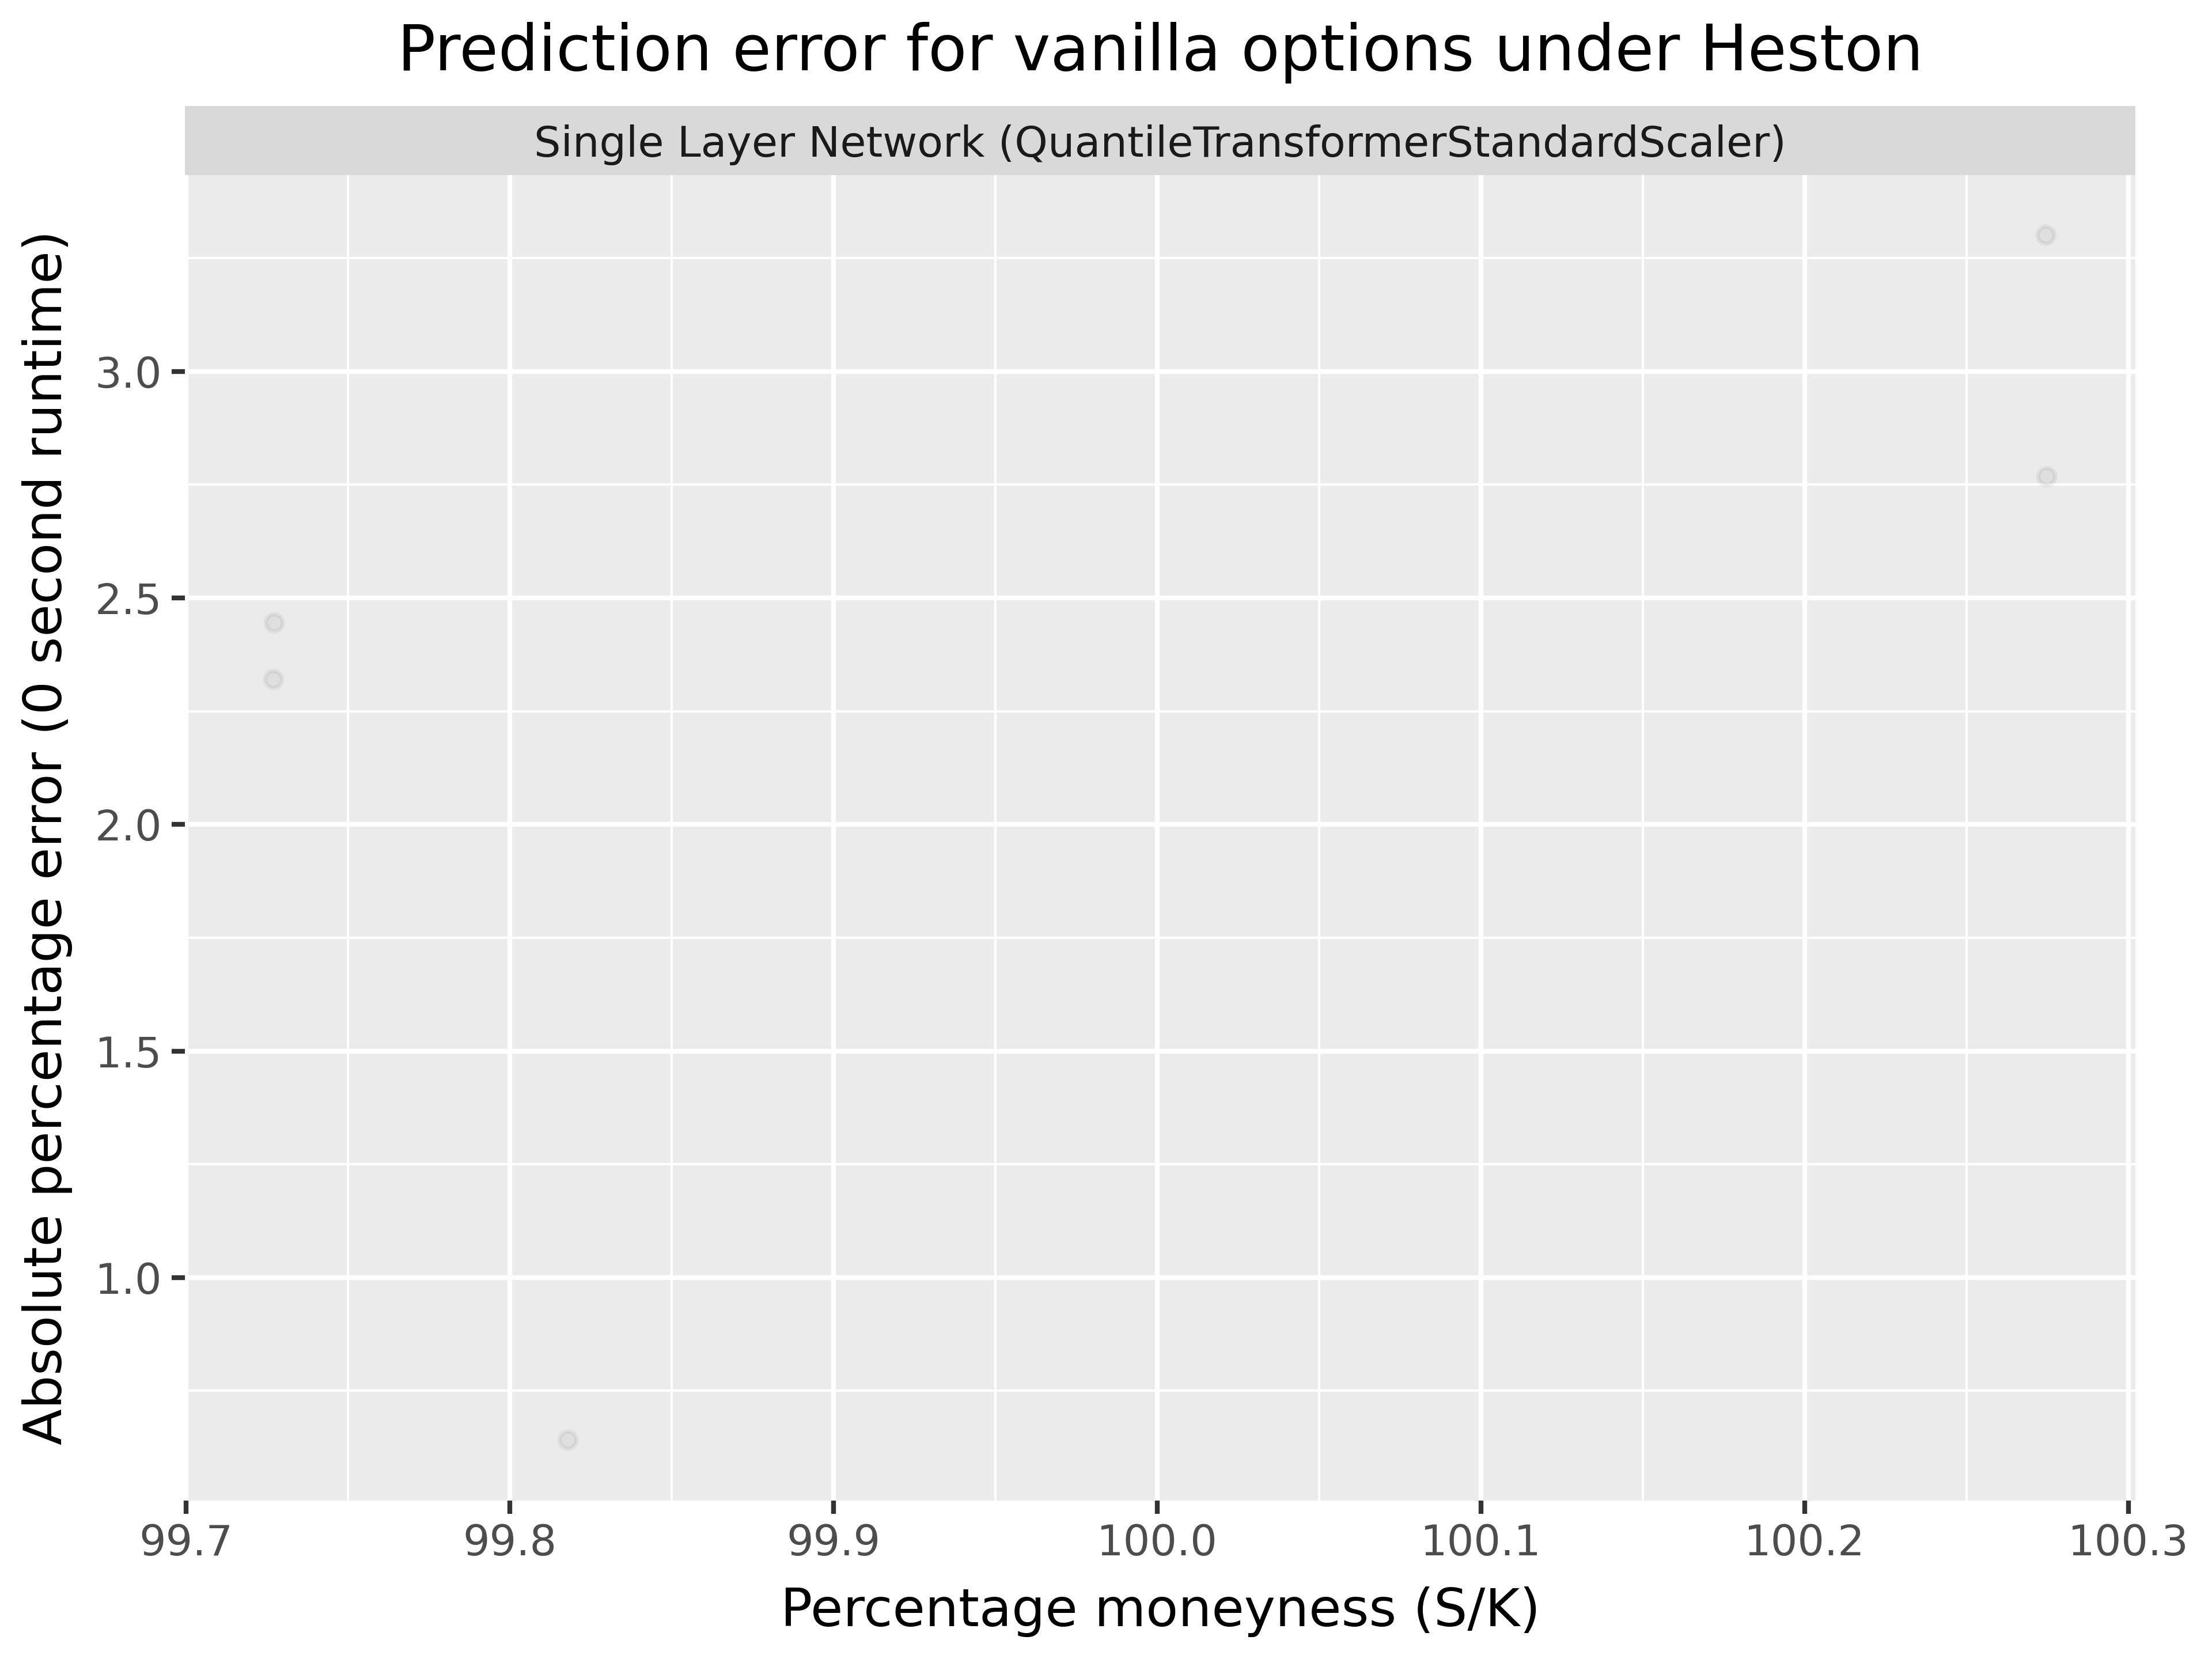 Prediction error for vanilla options under Heston
Single Layer Network (QuantileTransformerStandardScaler)
Absolute percentage error (0 second runtime)
3.0
2.5
2.0
1.5
1.0
99.7 99.8 99.9 100.0 100.1 100.2 100.3
Percentage moneyness (S/K)